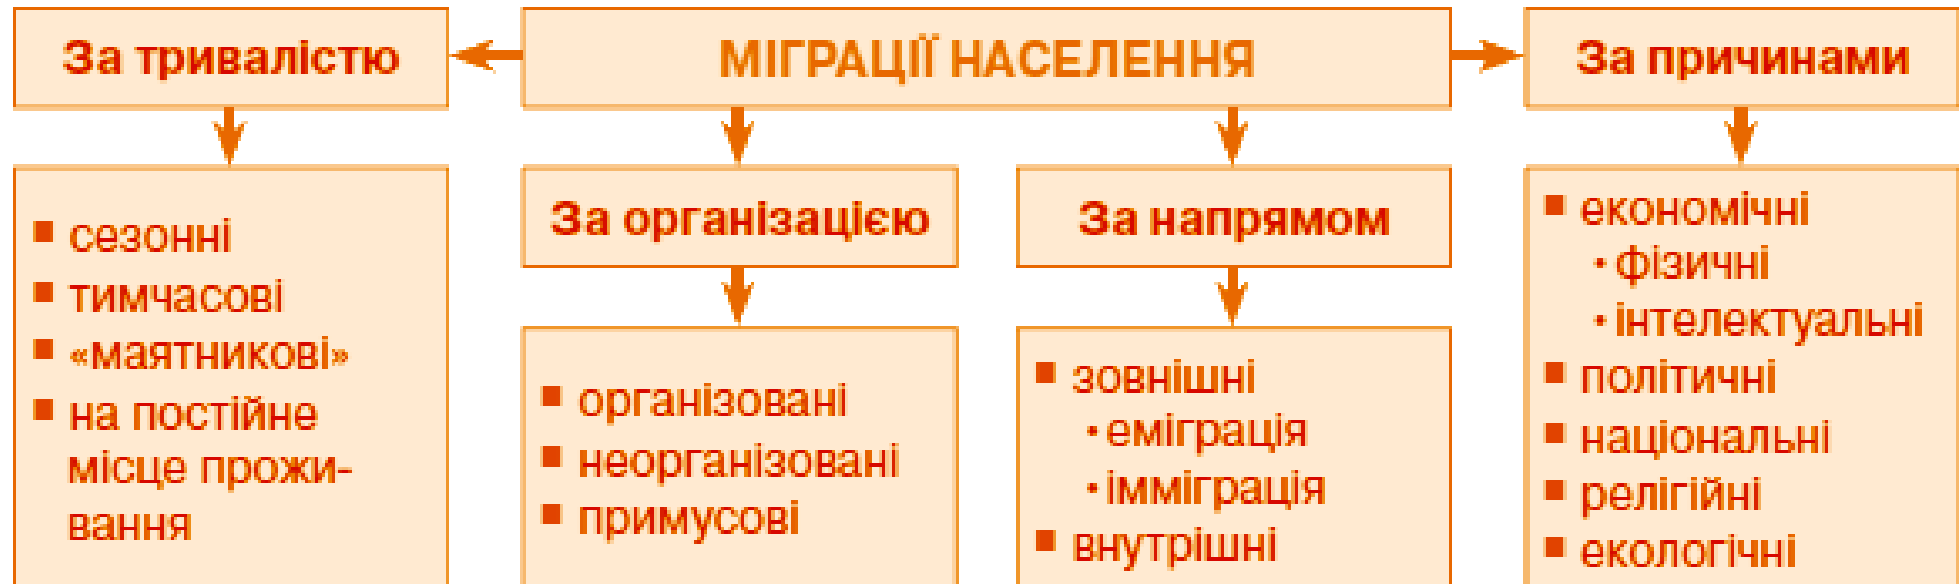 МІГРАЦІЇ НАСЕЛЕННЯ
За тривалістю
сезонні
тимчасові
«маятникові»
на постійне
місце прожи-
вання
За організацією
організовані
неорганізовані
примусові
За напрямом
зовнішні
еміграція
імміграція
внутрішні
За причинами
економічні
фізичні
інтелектуальні
політичні
національні
релігійні
екологічні